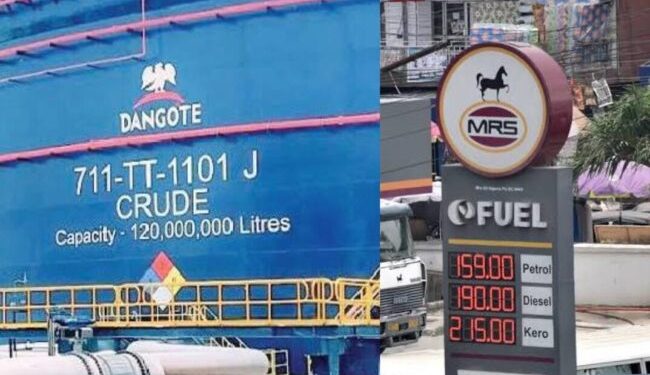 DANGOTE
711-TT-1101 J
CRUDE
Capacity - 120,000,000 Litres
MRS
FUEL
159.00 Petrol
190.00 Diesel
215.00 Kero